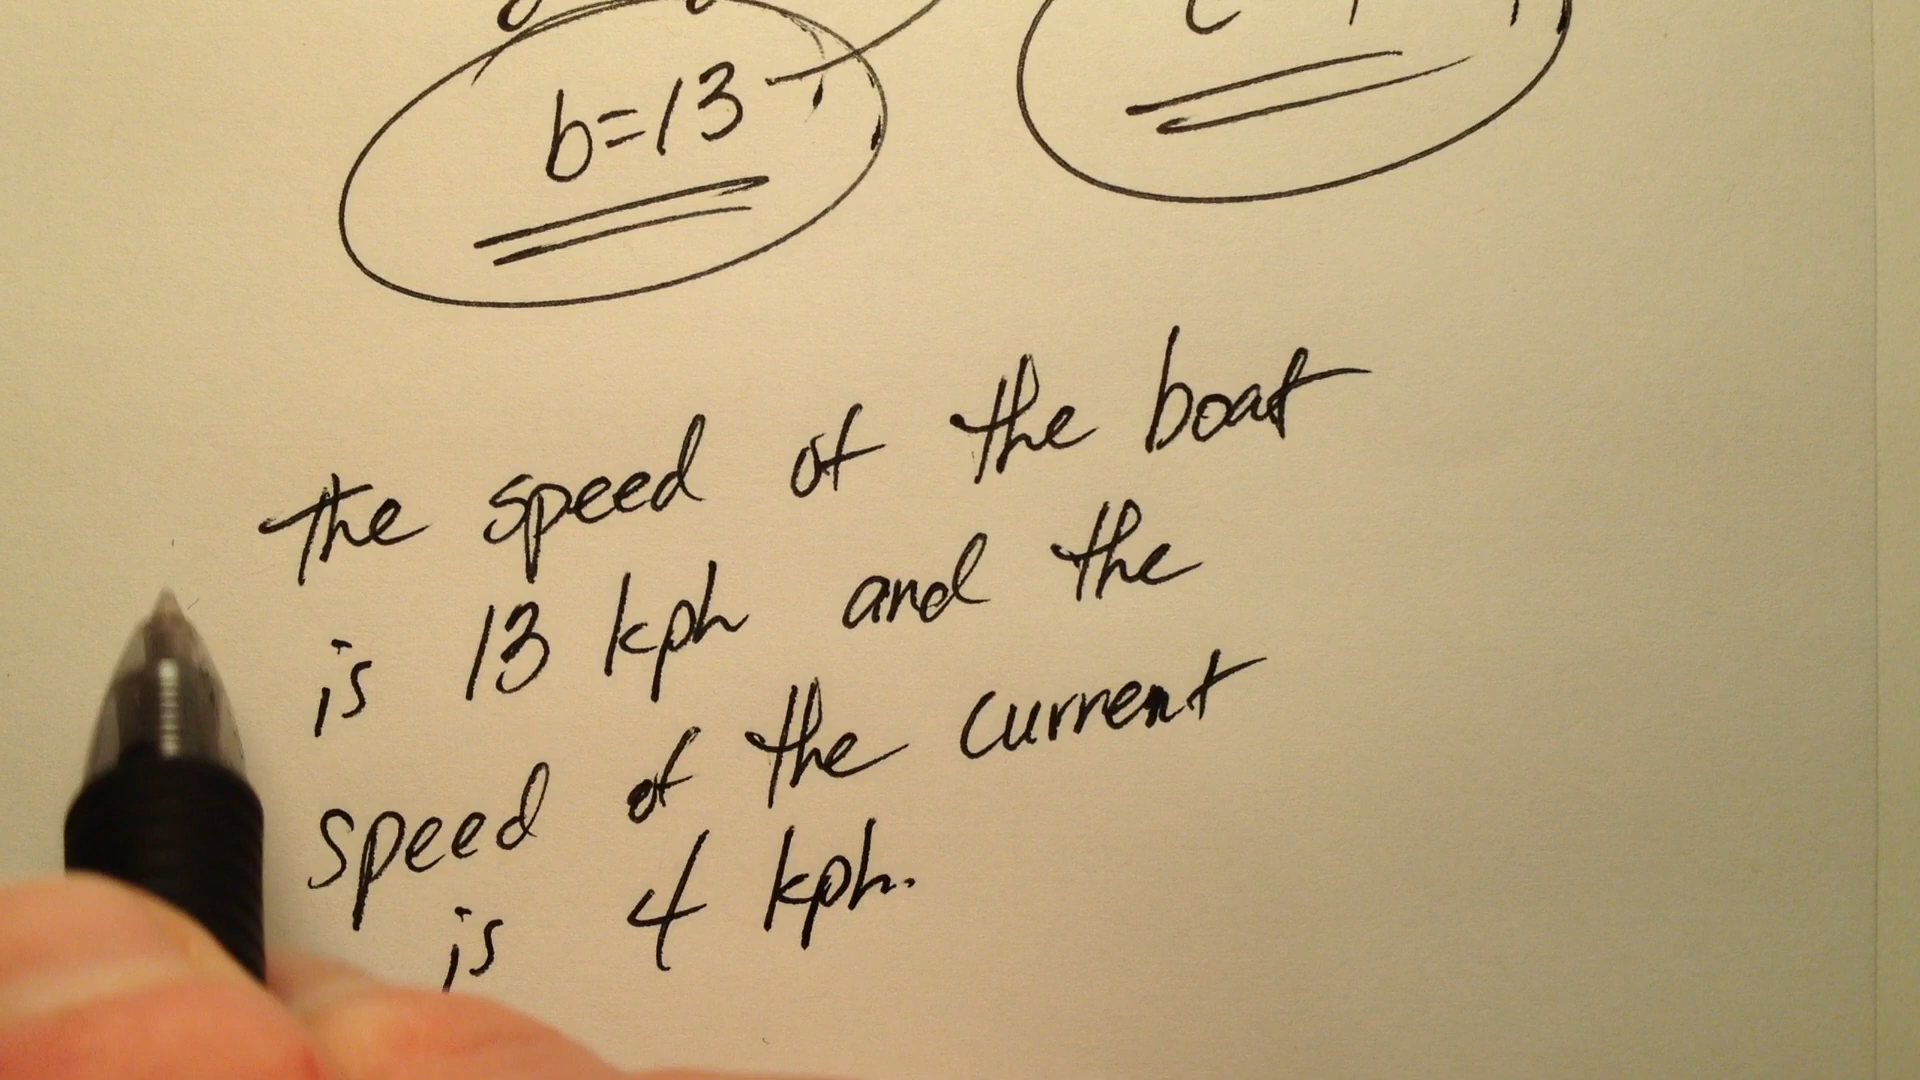 b=13
the speed of the boat
is 13 kph and the
speed of the current
is 4 kph.